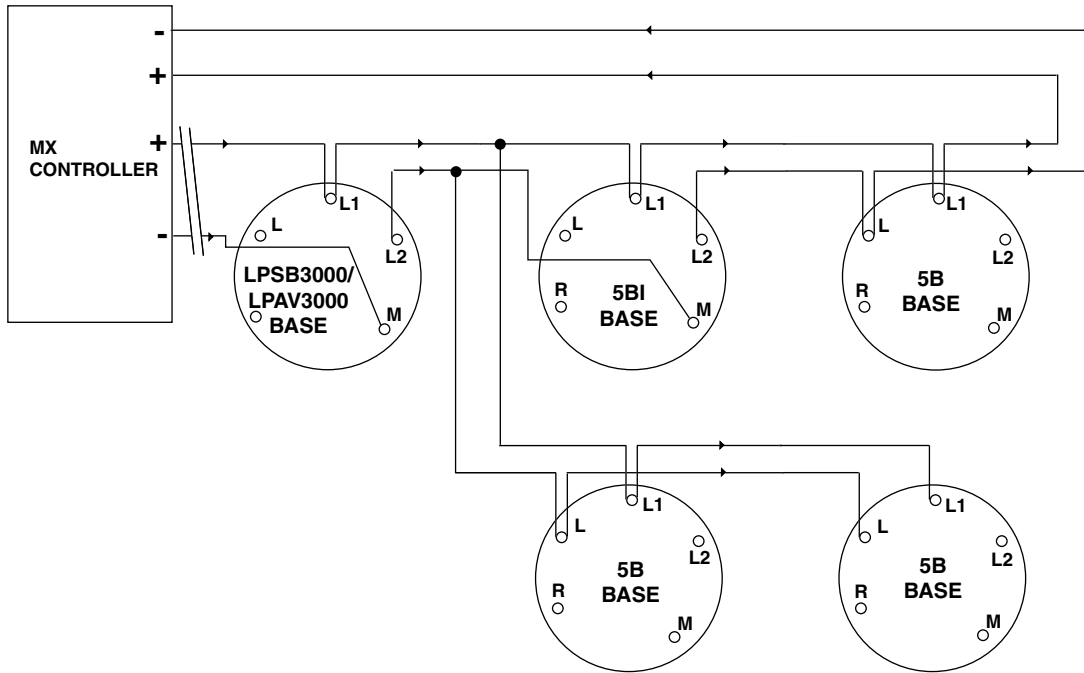 -
+
MX
CONTROLLER
+
-
L1
L
L2
LPSB3000/
LPAV3000
BASE
M
L1
L
L2
R
5BI
BASE
M
L1
L
L2
R
5B
BASE
M
L1
L
L2
R
5B
BASE
M
L1
L
L2
R
5B
BASE
M